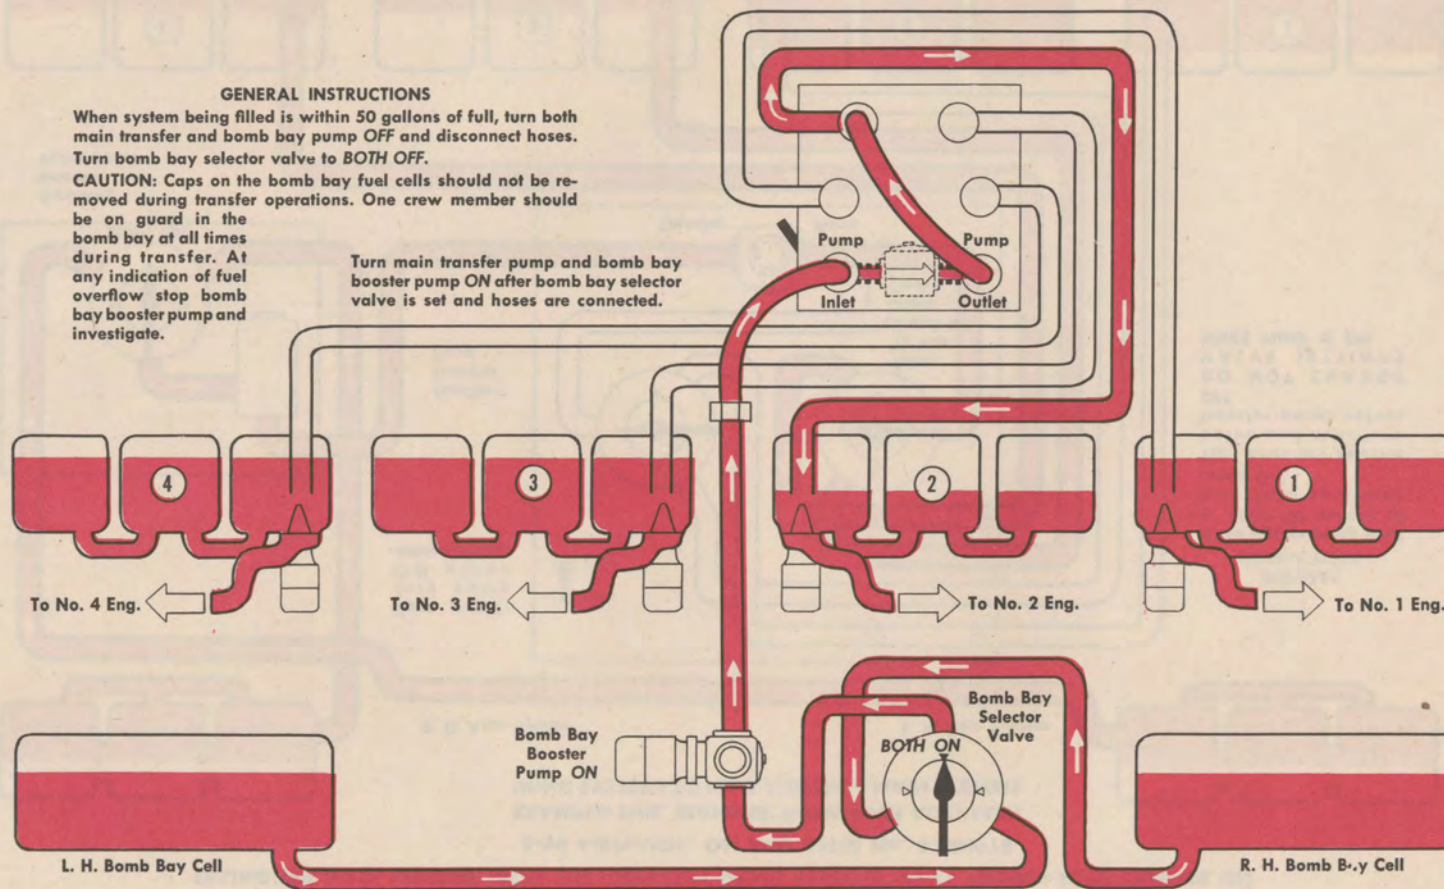 GENERAL INSTRUCTIONS
When system being filled is within 50 gallons of full, turn both
main transfer and bomb bay pump OFF and disconnect hoses.
Turn bomb bay selector valve to BOTH OFF.
CAUTION: Caps on the bomb bay fuel cells should not be re-
moved during transfer operations. One crew member should
be on guard in the
bomb bay at all times
during transfer. At
any indication of fuel
overflow stop bomb
bay booster pump and
investigate.
Turn main transfer pump and bomb bay
booster pump ON after bomb bay selector
valve is set and hoses are connected.
Pump
Inlet
Pump
Outlet
4
3
2
1
To No. 4 Eng.
To No. 3 Eng.
To No. 2 Eng.
To No. 1 Eng.
Bomb Bay
Booster
Pump ON
Bomb Bay
Selector
Valve
BOTH ON
L. H. Bomb Bay Cell
R. H. Bomb B.y Cell